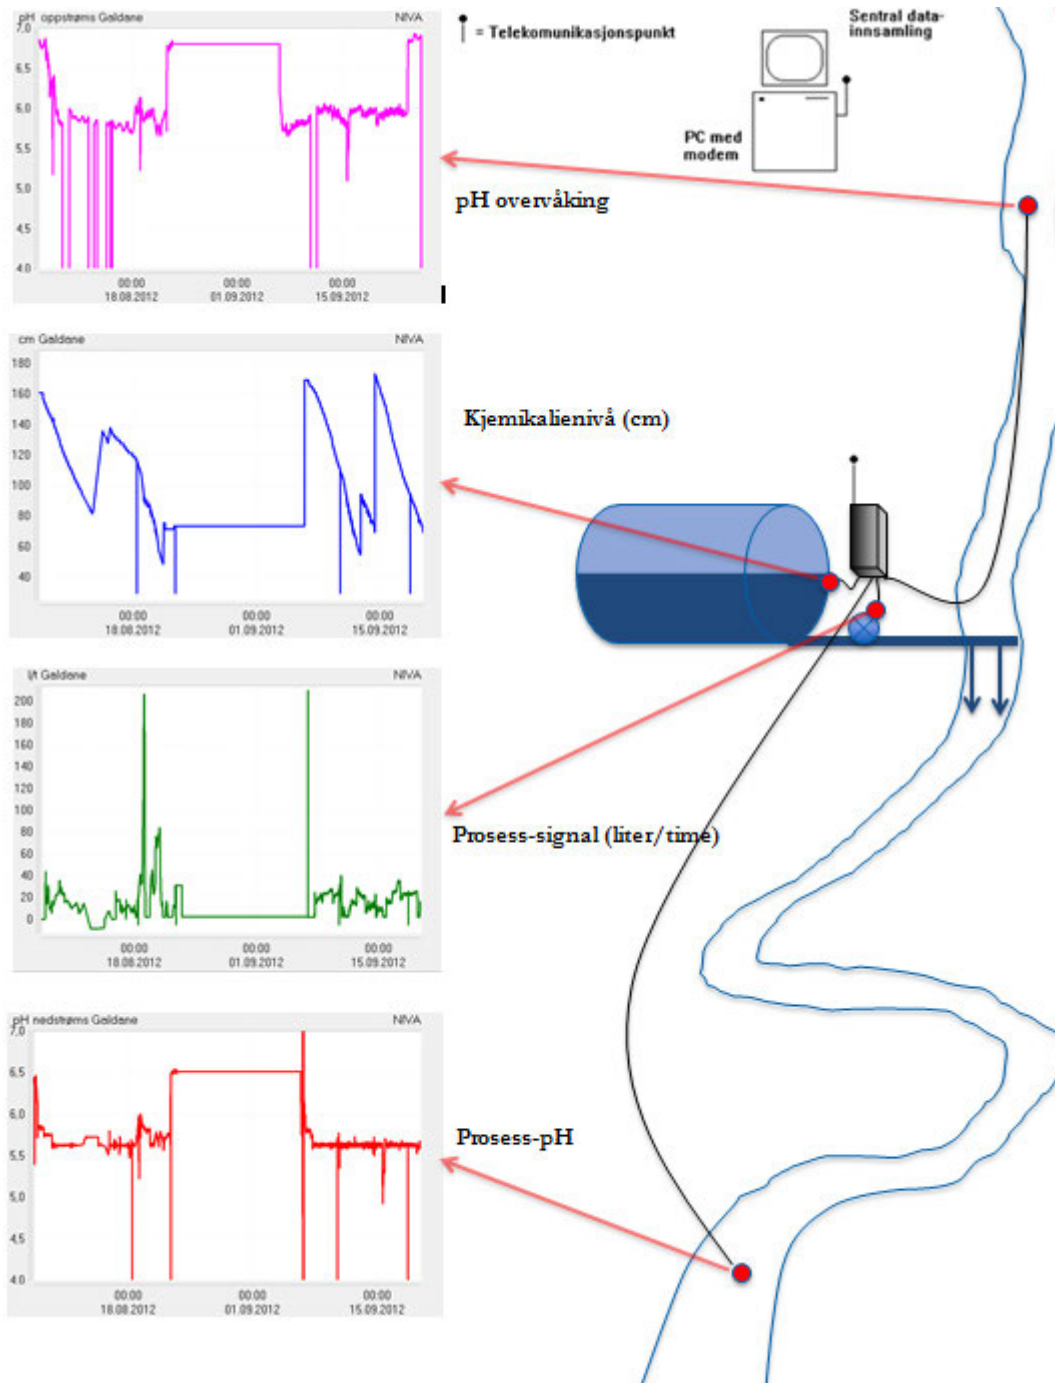 pH oppstrøms Galdane NIVA
7,0
6,5
6,0
5,5
5,0
4,5
4,0
00:00 00:00 00:00
18.08.2012 01.09.2012 15.09.2012
= Telekomunikasjonspunkt
Sentral data-
innsamling
PC med
modem
pH overvåking
cm Galdane NIVA
180
160
140
120
100
80
60
40
00:00 00:00 00:00
18.08.2012 01.09.2012 15.09.2012
Kjemikalienivå (cm)
l/t Galdane NIVA
200
180
160
140
120
100
80
60
40
20
0
00:00 00:00 00:00
18.08.2012 01.09.2012 15.09.2012
Prosess-signal (liter/time)
pH nedstrøms Galdane NIVA
7,0
6,5
6,0
5,5
5,0
4,5
4,0
00:00 00:00 00:00
18.08.2012 01.09.2012 15.09.2012
Prosess-pH